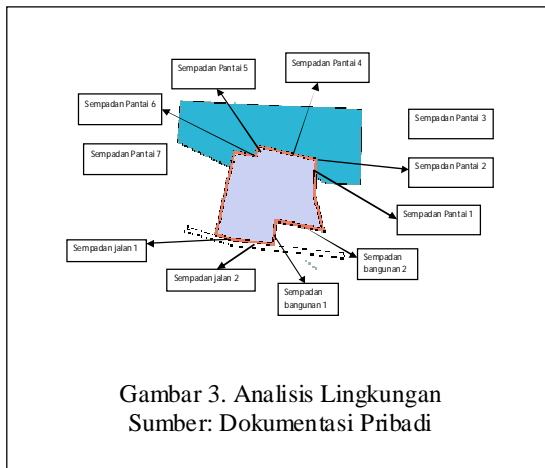 Sempadan Pantai 5
Sempadan Pantai 4
Sempadan Pantai 6
Sempadan Pantai 3
Sempadan Pantai 7
Sempadan Pantai 2
Sempadan Pantai 1
Sempadan jalan 1
Sempadan jalan 2
Sempadan
bangunan 2
Sempadan
bangunan 1
Gambar 3. Analisis Lingkungan
Sumber: Dokumentasi Pribadi